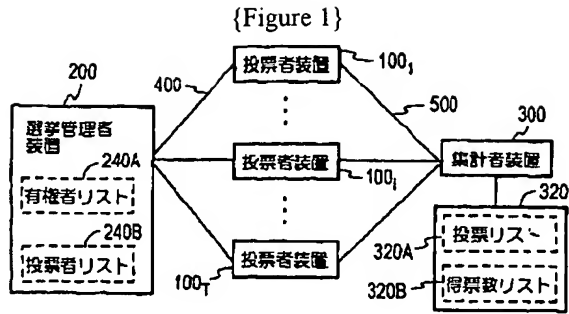 {Figure 1}
投票者装置
100₁
400
500
200
選挙管理者
装置
240A
有権者リスト
240B
投票者リスト
⋮
投票者装置
100ᵢ
⋮
投票者装置
100T
300
集計者装置
320
投票リスト
320A
得票数リスト
320B